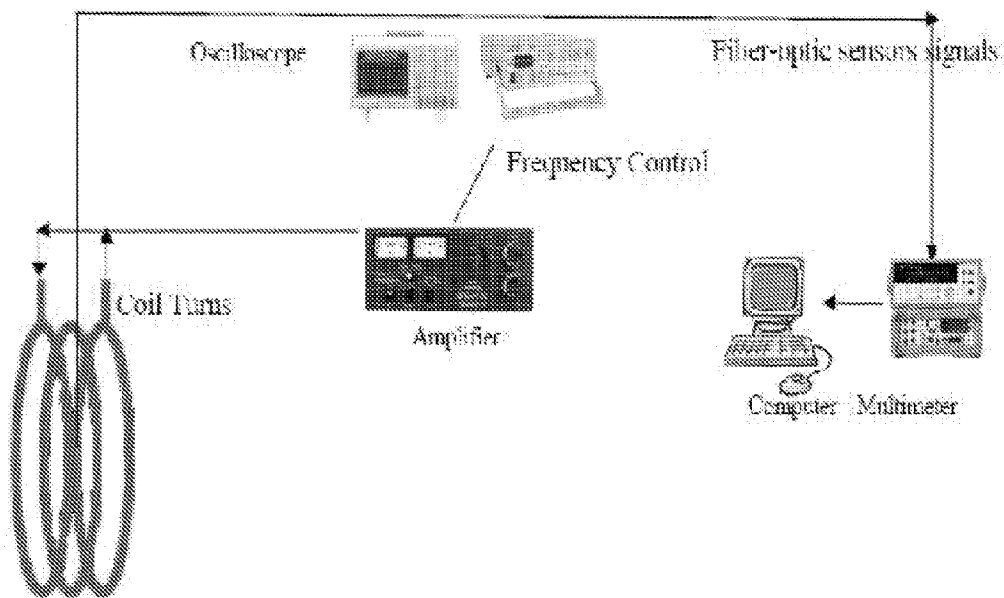 Oscilloscope
Fiber-optic sensors signals
Frequency Control
Coil Turns
Amplifier
Computer Multimeter